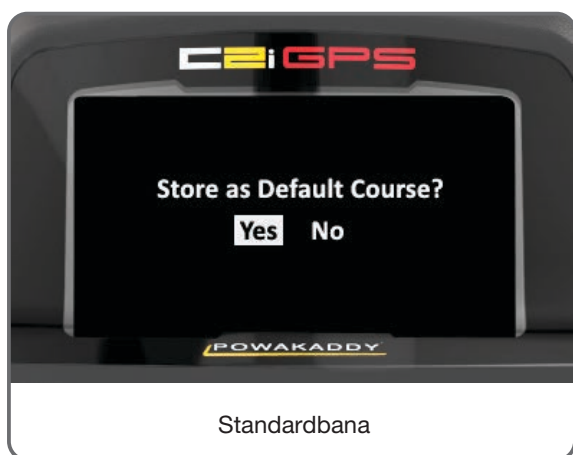 C2i GPS
Store as Default Course?
Yes No
POWAKADDY
Standardbana